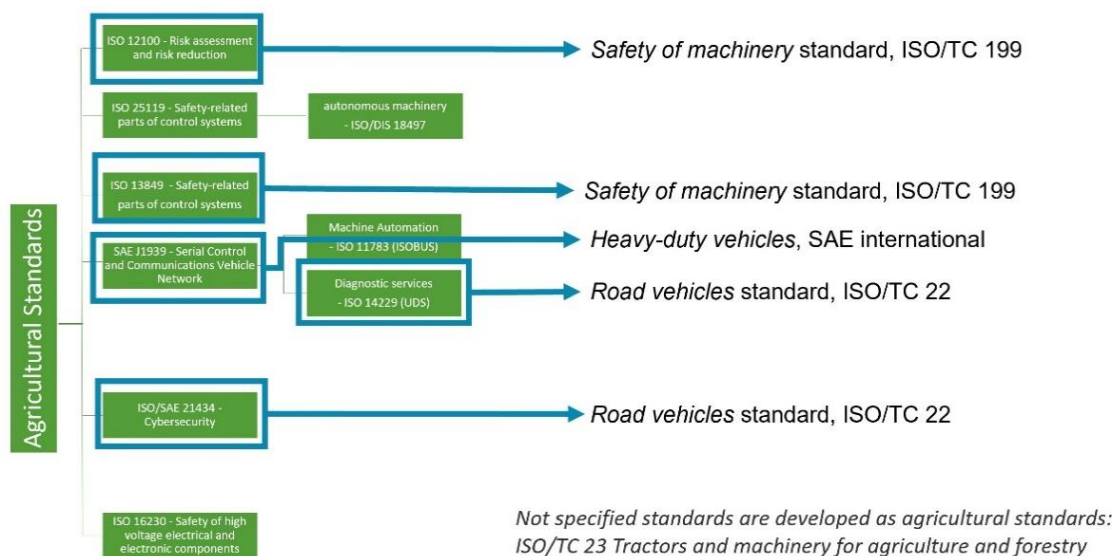 Agricultural Standards
ISO 12100 - Risk assessment
and risk reduction
Safety of machinery standard, ISO/TC 199
ISO 25119 - Safety-related
parts of control systems
autonomous machinery
- ISO/DIS 18497
ISO 13849 - Safety-related
parts of control systems
Safety of machinery standard, ISO/TC 199
SAE J1939 - Serial Control
and Communications Vehicle
Network
Machine Automation
- ISO 11783 (ISOBUS)
Heavy-duty vehicles, SAE international
Diagnostic services
- ISO 14229 (UDS)
Road vehicles standard, ISO/TC 22
ISO/SAE 21434 -
Cybersecurity
Road vehicles standard, ISO/TC 22
ISO 16230 - Safety of high
voltage electrical and
electronic components
Not specified standards are developed as agricultural standards:
ISO/TC 23 Tractors and machinery for agriculture and forestry